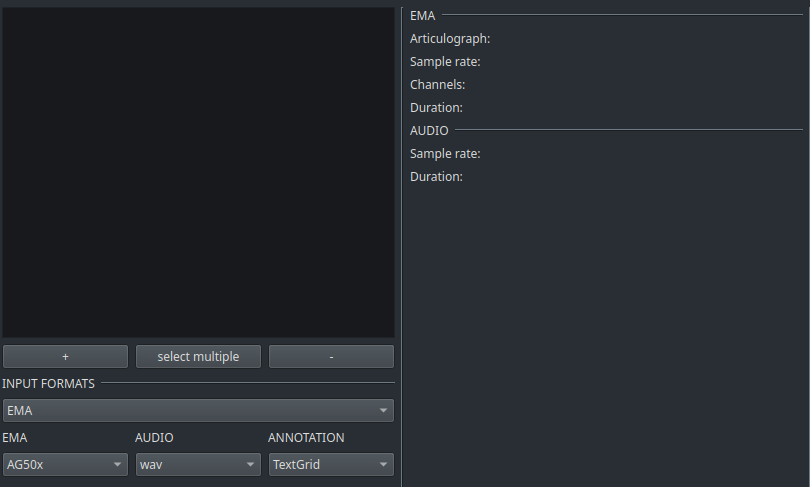 EMA
Articulograph:
Sample rate:
Channels:
Duration:
AUDIO
Sample rate:
Duration:
+ select multiple -
INPUT FORMATS
EMA
EMA AUDIO ANNOTATION
AG50x wav TextGrid